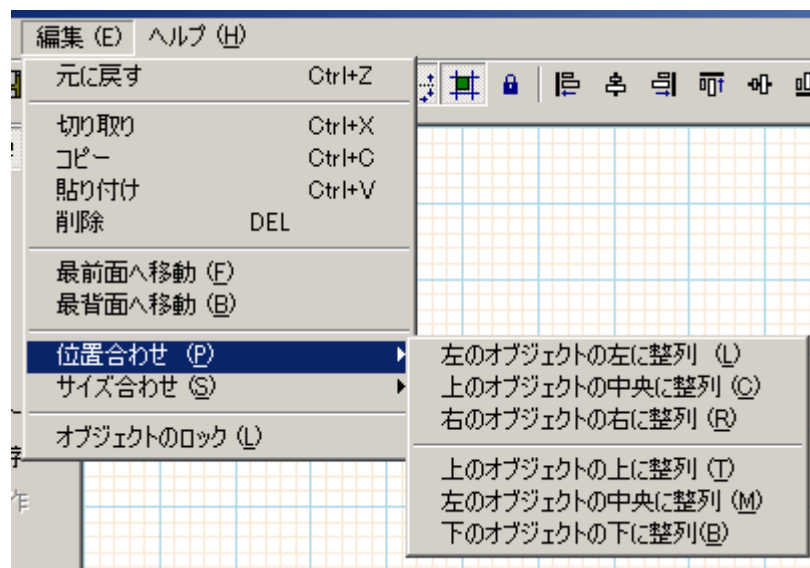 編集 (E) ヘルプ (H)
元に戻す Ctrl+Z
切り取り Ctrl+X
コピー Ctrl+C
貼り付け Ctrl+V
削除 DEL
最前面へ移動 (F)
最背面へ移動 (B)
位置合わせ (P)
サイズ合わせ (S)
オブジェクトのロック (L)
左のオブジェクトの左に整列 (L)
上のオブジェクトの中央に整列 (C)
右のオブジェクトの右に整列 (R)
上のオブジェクトの上に整列 (T)
左のオブジェクトの中央に整列 (M)
下のオブジェクトの下に整列(B)
作